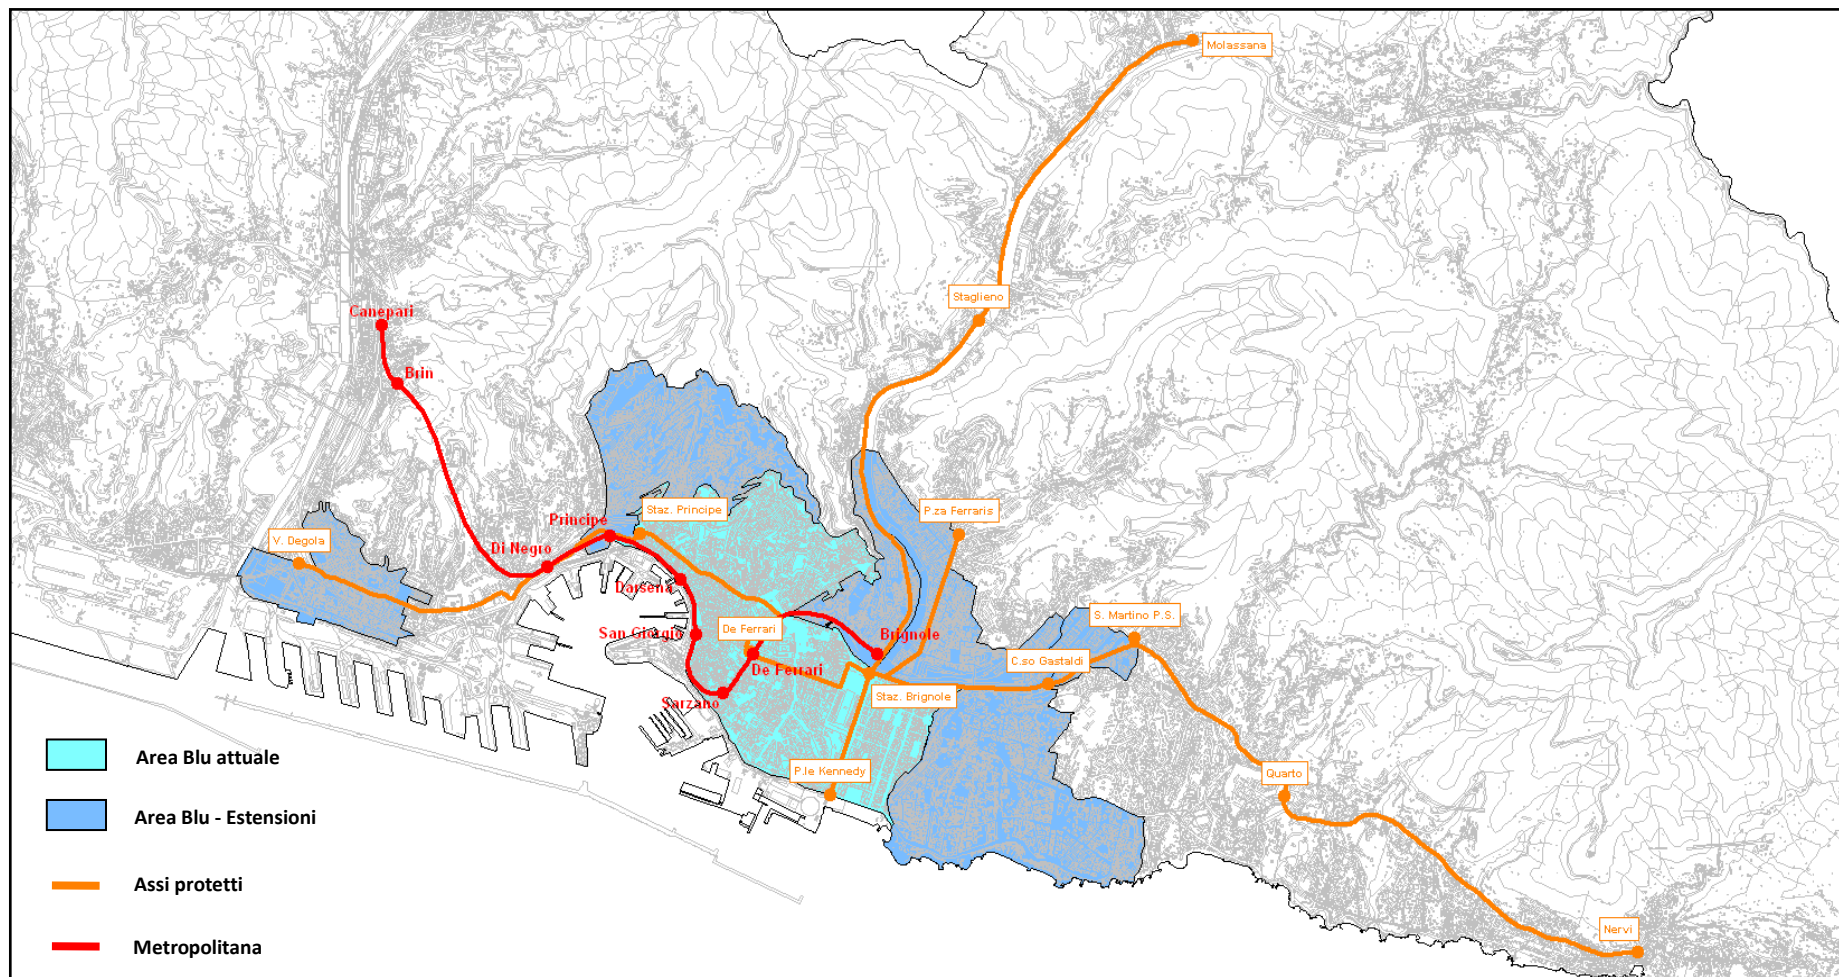 Molassana
Staglieno
Canepari
Brin
Staz. Principe
P.za Ferraris
Principe
V. Degola
Di Negro
Darsena
San Giorgio
De Ferrari
Brignole
S. Martino P.S.
C.so Gastaldi
De Ferrari
Staz. Brignole
Sarzano
P.le Kennedy
Quarto
Nervi
Area Blu attuale
Area Blu - Estensioni
Assi protetti
Metropolitana